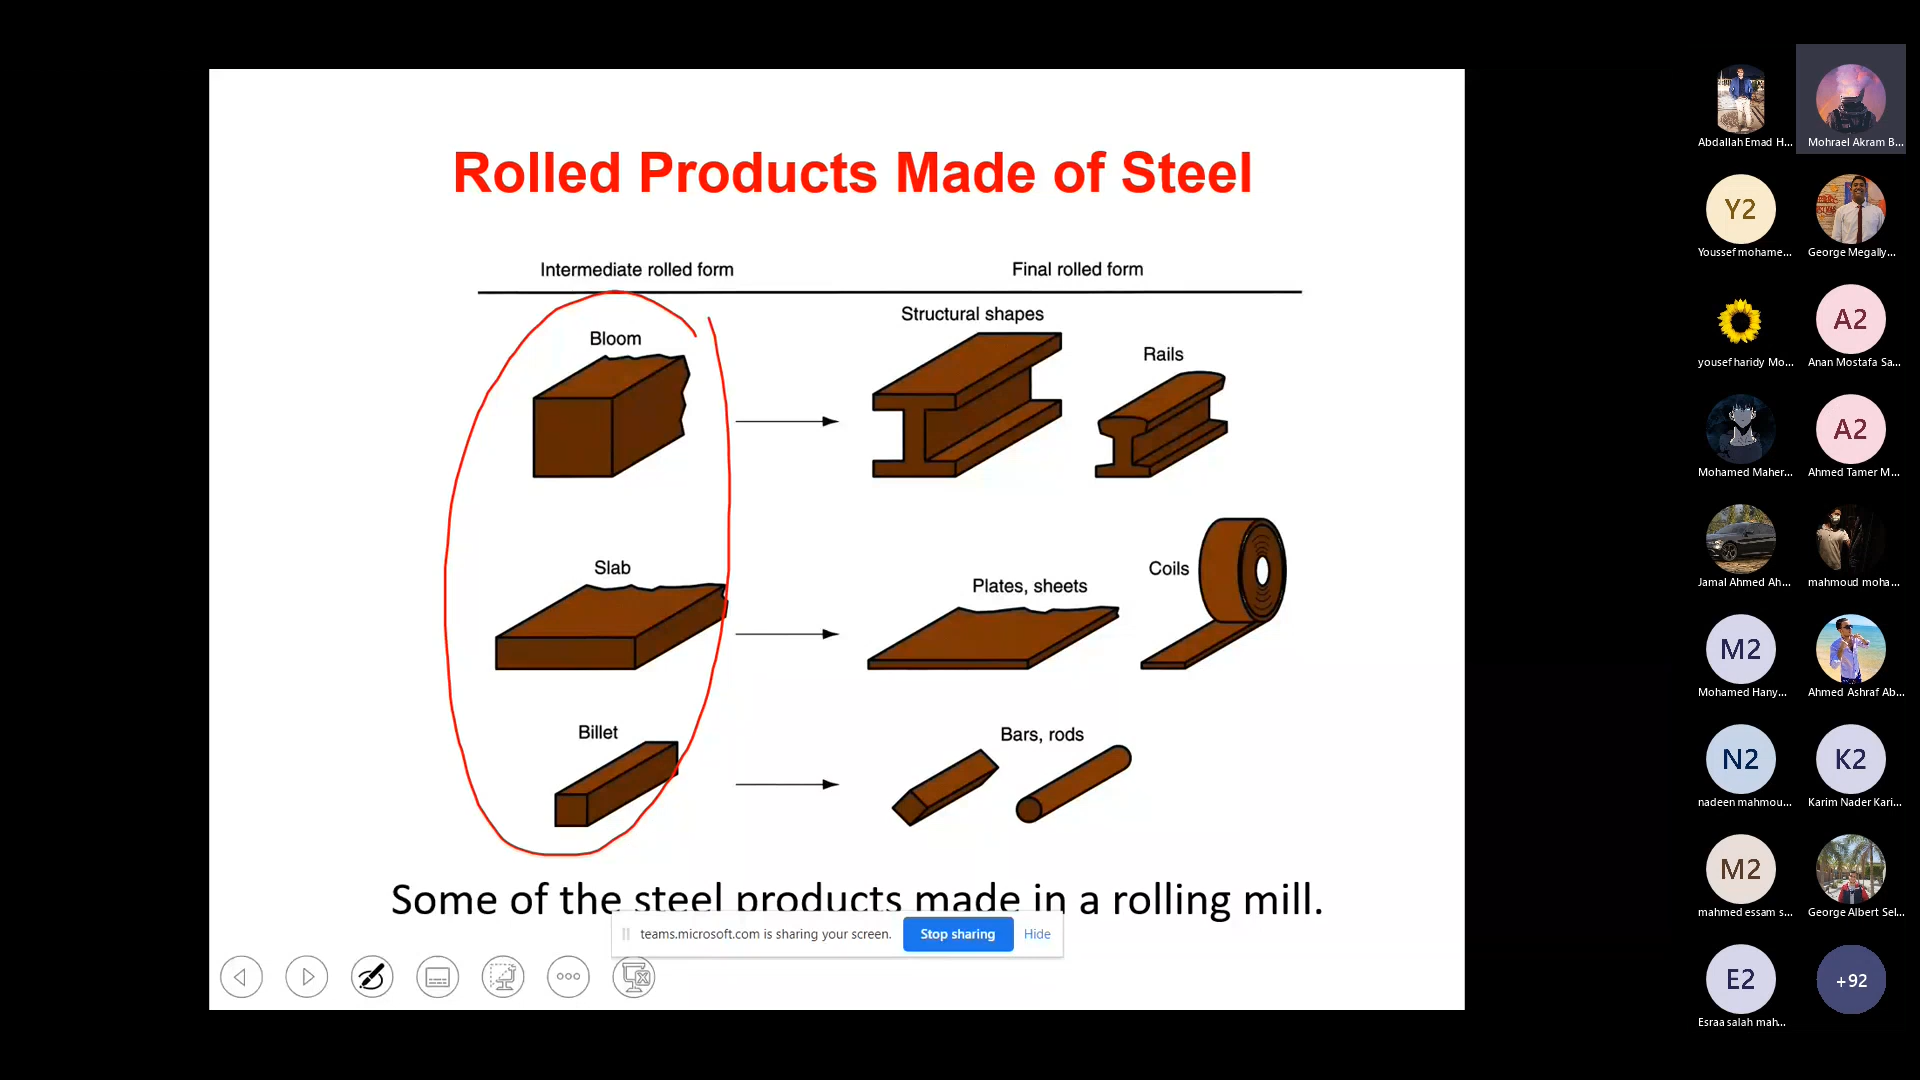 Rolled Products Made of Steel
Intermediate rolled form
Final rolled form
Bloom
Structural shapes
Rails
Slab
Plates, sheets
Coils
Billet
Bars, rods
Some of the steel products made in a rolling mill.
teams.microsoft.com is sharing your screen.
Stop sharing
Hide
Abdallah Emad H...
Mohrael Akram B...
Y2
Youssef mohame...
George Megally...
yousef haridy Mo...
A2
Anan Mostafa Sa...
Mohamed Maher...
A2
Ahmed Tamer M...
Jamal Ahmed Ah...
mahmoud moha...
M2
Mohamed Hany...
Ahmed Ashraf Ab...
N2
nadeen mahmou...
K2
Karim Nader Kari...
M2
mahmed essam s...
George Albert Sel...
E2
Esraa salah mah...
+92